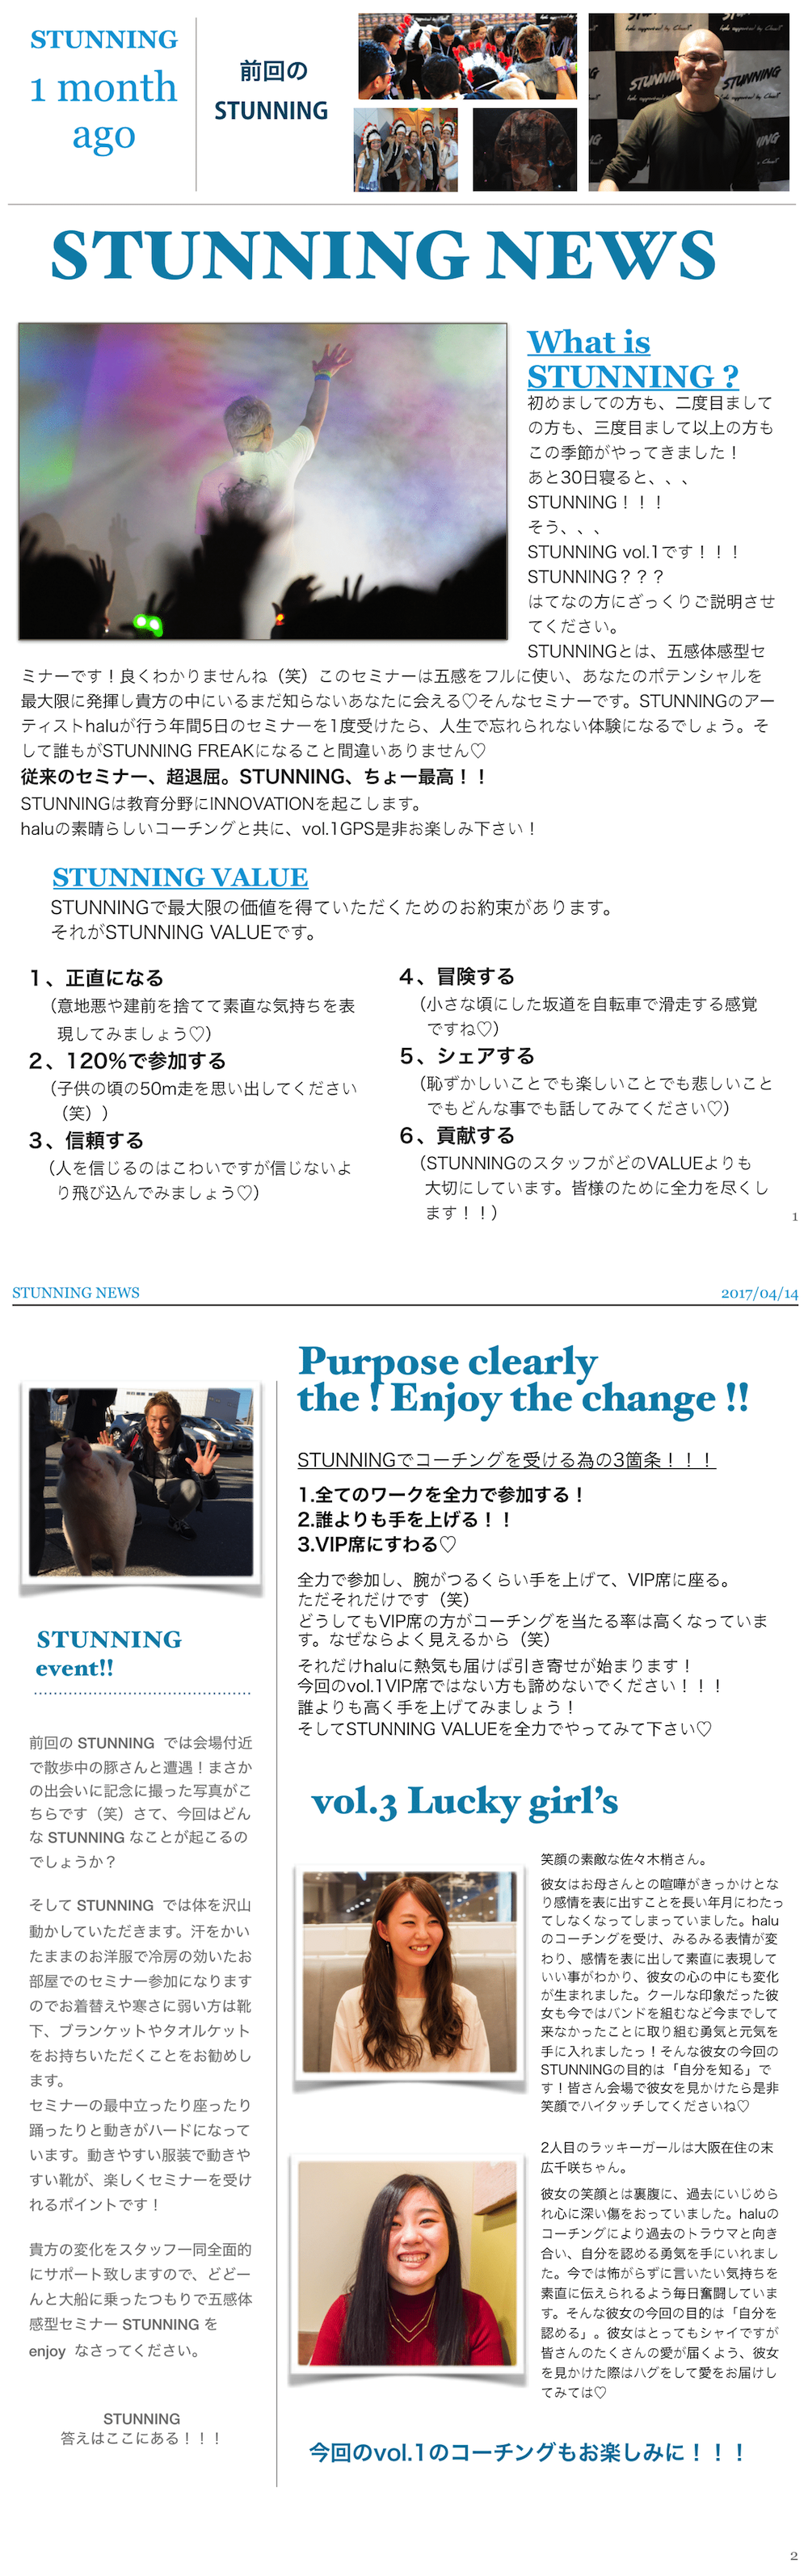 STUNNING
1 month
ago
前回の
STUNNING
STUNNING NEWS
What is
STUNNING ?
初めましての方も、二度目まして
の方も、三度目まして以上の方も
この季節がやってきました！
あと30日寝ると、、、
STUNNING！！！
そう、、、
STUNNING vol.1です！！！
STUNNING？？？
はてなの方にざっくりご説明させ
てください。
STUNNINGとは、五感体感型セ
ミナーです！良くわかりませんね（笑）このセミナーは五感をフルに使い、あなたのポテンシャルを
最大限に発揮し貴方の中にいるまだ知らないあなたに会える♡そんなセミナーです。STUNNINGのアー
ティストhaluが行う年間5日のセミナーを1度受けたら、人生で忘れられない体験になるでしょう。そ
して誰もがSTUNNING FREAKになること間違いありません♡
従来のセミナー、超退屈。STUNNING、ちょー最高！！
STUNNINGは教育分野にINNOVATIONを起こします。
haluの素晴らしいコーチングと共に、vol.1GPS是非お楽しみ下さい！
STUNNING VALUE
STUNNINGで最大限の価値を得ていただくためのお約束があります。
それがSTUNNING VALUEです。
１、正直になる
（意地悪や建前を捨てて素直な気持ちを表
現してみましょう♡）
２、120%で参加する
（子供の頃の50m走を思い出してください
（笑））
３、信頼する
（人を信じるのはこわいですが信じないよ
り飛び込んでみましょう♡）
４、冒険する
（小さな頃にした坂道を自転車で滑走する感覚
ですね♡）
５、シェアする
（恥ずかしいことでも楽しいことでも悲しいこと
でもどんな事でも話してみてください♡）
６、貢献する
（STUNNINGのスタッフがどのVALUEよりも
大切にしています。皆様のために全力を尽くし
ます！！）
1
STUNNING NEWS
2017/04/14
Purpose clearly
the ! Enjoy the change !!
STUNNINGでコーチングを受ける為の3箇条！！！
1.全てのワークを全力で参加する！
2.誰よりも手を上げる！！
3.VIP席にすわる♡
全力で参加し、腕がつるくらい手を上げて、VIP席に座る。
ただそれだけです（笑）
どうしてもVIP席の方がコーチングを当たる率は高くなっていま
す。なぜならよく見えるから（笑）
それだけhaluに熱気も届けば引き寄せが始まります！
今回のvol.1VIP席ではない方も諦めないでください！！！
誰よりも高く手を上げてみましょう！
そしてSTUNNING VALUEを全力でやってみて下さい♡
STUNNING
event!!
前回の STUNNING では会場付近
で散歩中の豚さんと遭遇！まさか
の出会いに記念に撮った写真がこ
ちらです（笑）さて、今回はどん
な STUNNING なことが起こるの
でしょうか？
そして STUNNING では体を沢山
動かしていただきます。汗をかい
たままのお洋服で冷房の効いたお
部屋でのセミナー参加になります
のでお着替えや寒さに弱い方は靴
下、ブランケットやタオルケット
をお持ちいただくことをお勧めし
ます。
セミナーの最中立ったり座ったり
踊ったりと動きがハードになって
います。動きやすい服装で動きや
すい靴が、楽しくセミナーを受け
れるポイントです！
貴方の変化をスタッフ一同全面的
にサポート致しますので、どどー
んと大船に乗ったつもりで五感体
感型セミナー STUNNING を
enjoy なさってください。
STUNNING
答えはここにある！！！
vol.3 Lucky girl's
笑顔の素敵な佐々木梢さん。
彼女はお母さんとの喧嘩がきっかけとな
り感情を表に出すことを長い年月にわたっ
てしなくなってしまっていました。halu
のコーチングを受け、みるみる表情が変
わり、感情を表に出して素直に表現して
いい事がわかり、彼女の心の中にも変化
が生まれました。クールな印象だった彼
女も今ではバンドを組むなど今までして
来なかったことに取り組む勇気と元気を
手に入れましたっ！そんな彼女の今回の
STUNNINGの目的は「自分を知る」で
す！皆さん会場で彼女を見かけたら是非
笑顔でハイタッチしてくださいね♡
2人目のラッキーガールは大阪在住の末
広千咲ちゃん。
彼女の笑顔とは裏腹に、過去にいじめら
れ心に深い傷をおっていました。haluの
コーチングにより過去のトラウマと向き
合い、自分を認める勇気を手にいれまし
た。今では怖がらずに言いたい気持ちを
素直に伝えられるよう毎日奮闘していま
す。そんな彼女の今回の目的は「自分を
認める」。彼女はとってもシャイですが
皆さんのたくさんの愛が届くよう、彼女
を見かけた際はハグをして愛をお届けし
てみては♡
今回のvol.1のコーチングもお楽しみに！！！
2